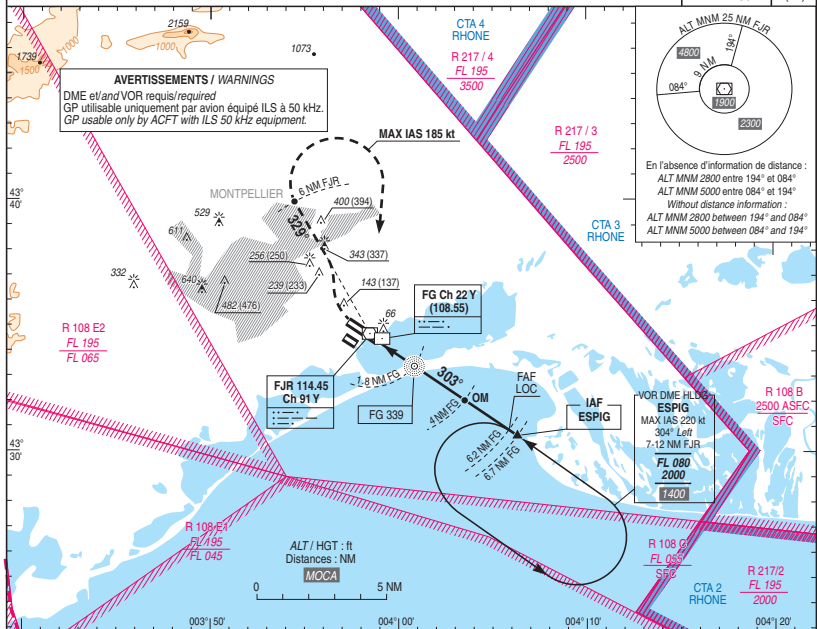 2159
1000
1739
1000
1500
1073
AVERTISSEMENTS / WARNINGS
DME et/and VOR requis/required
GP utilisable uniquement par avion équipé ILS à 50 kHz.
GP usable only by ACFT with ILS 50 kHz equipment.
CTA 4
RHONE
R 217 / 4
FL 195
3500
R 217 / 3
FL 195
2500
CTA 3
RHONE
ALT MNM 25 NM FJR
194°
4800
9 NM
084°
1900
2300
En l'absence d'information de distance :
ALT MNM 2800 entre 194° et 084°
ALT MNM 5000 entre 084° et 194°
Without distance information :
ALT MNM 2800 between 194° and 084°
ALT MNM 5000 between 084° and 194°
MAX IAS 185 kt
43°
40'
MONTPELLIER
6 NM FJR
329°
400 (394)
529
611
343 (337)
256 (250)
239 (233)
332
640
482 (476)
143 (137)
66
FG Ch 22 Y
(108.55)
R 108 E2
FL 195
FL 065
FJR 114.45
Ch 91 Y
1.8 NM FG
FG 339
303°
OM
4 NM FG
FAF
LOC
6.2 NM FG
6.7 NM FG
IAF
ESPIG
VOR DME HLDG
ESPIG
MAX IAS 220 kt
304° Left
7-12 NM FJR
FL 080
2000
1400
R 108 B
2500 ASFC
SFC
43°
30'
R 108 E1
FL 195
FL 045
ALT / HGT : ft
Distances : NM
MOCA
0 5 NM
R 108 C
FL 055
SFC
CTA 2
RHONE
R 217/2
FL 195
2000
003°50' 004°00' 004°10' 004°20'